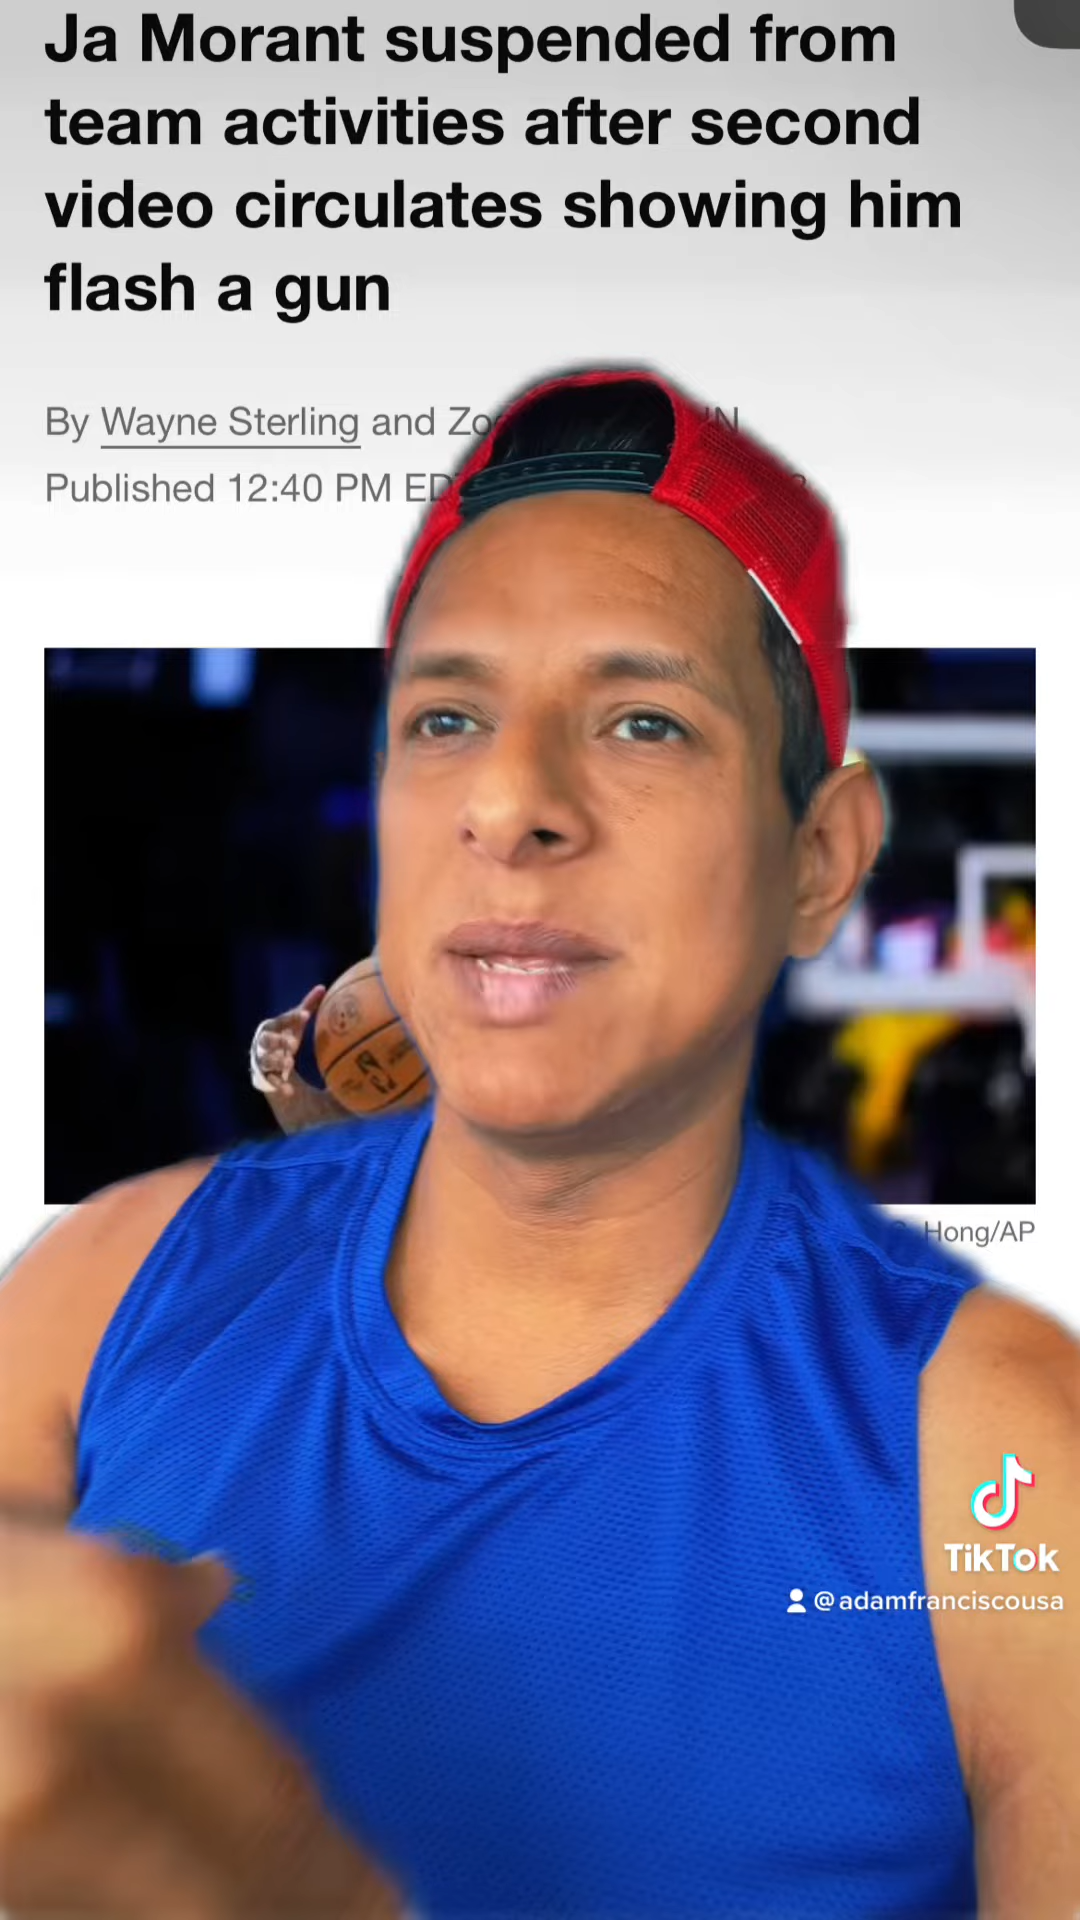 Ja Morant suspended from
team activities after second
video circulates showing him
flash a gun
By Wayne Sterling and
Published 12:40 PM
Hong/AP
TikTok
@adamfranciscousa